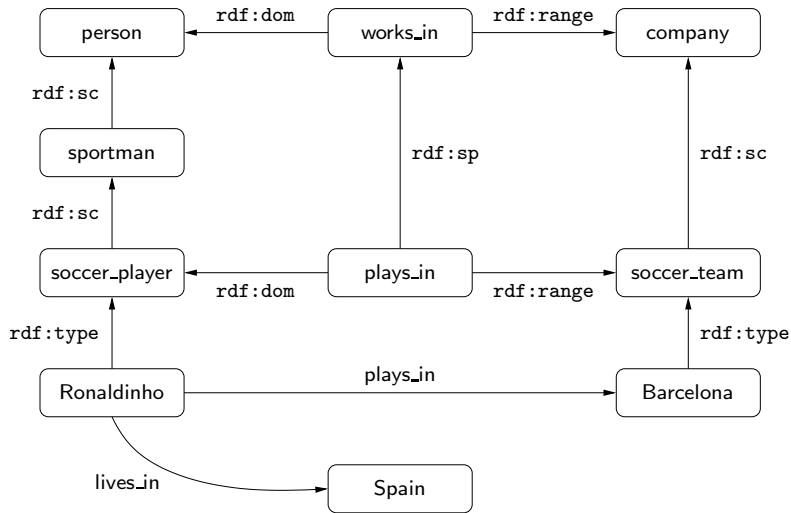 rdf:dom rdf:range
person works_in company
rdf:sc
sportman rdf:sp rdf:sc
rdf:sc
soccer_player plays_in soccer_team
rdf:dom rdf:range
rdf:type rdf:type
plays_in
Ronaldinho Barcelona
lives_in Spain